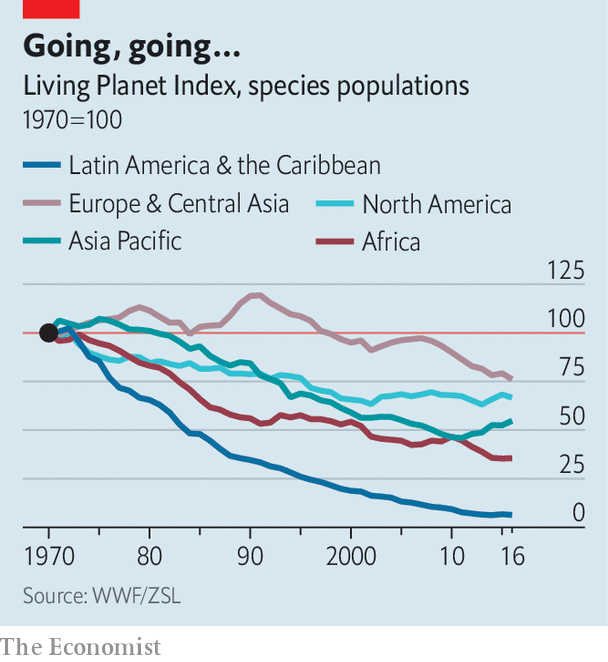 Going, going…
Living Planet Index, species populations
1970=100
Latin America & the Caribbean
Europe & Central Asia North America
Asia Pacific Africa
125
100
75
50
25
0
1970 80 90 2000 10 16
Source: WWF/ZSL
The Economist